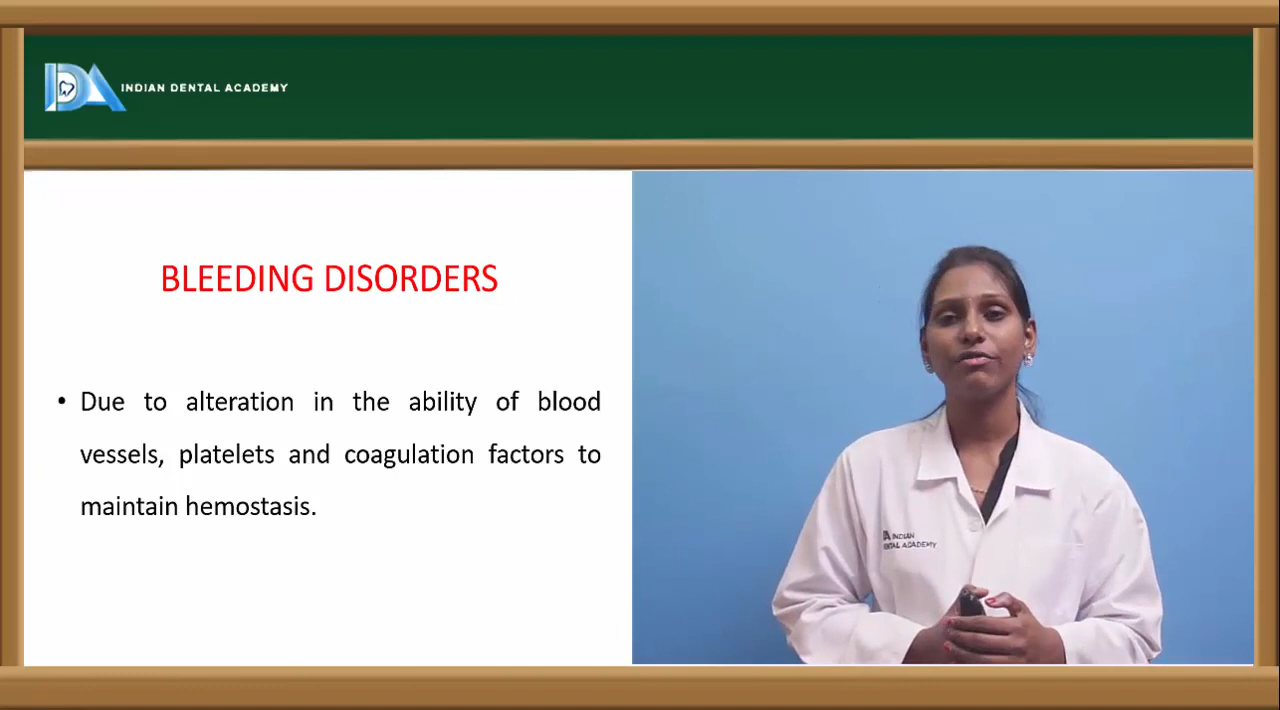 INDIAN DENTAL ACADEMY
BLEEDING DISORDERS
• Due to alteration in the ability of blood
vessels, platelets and coagulation factors to
maintain hemostasis.
INDIAN
DENTAL ACADEMY